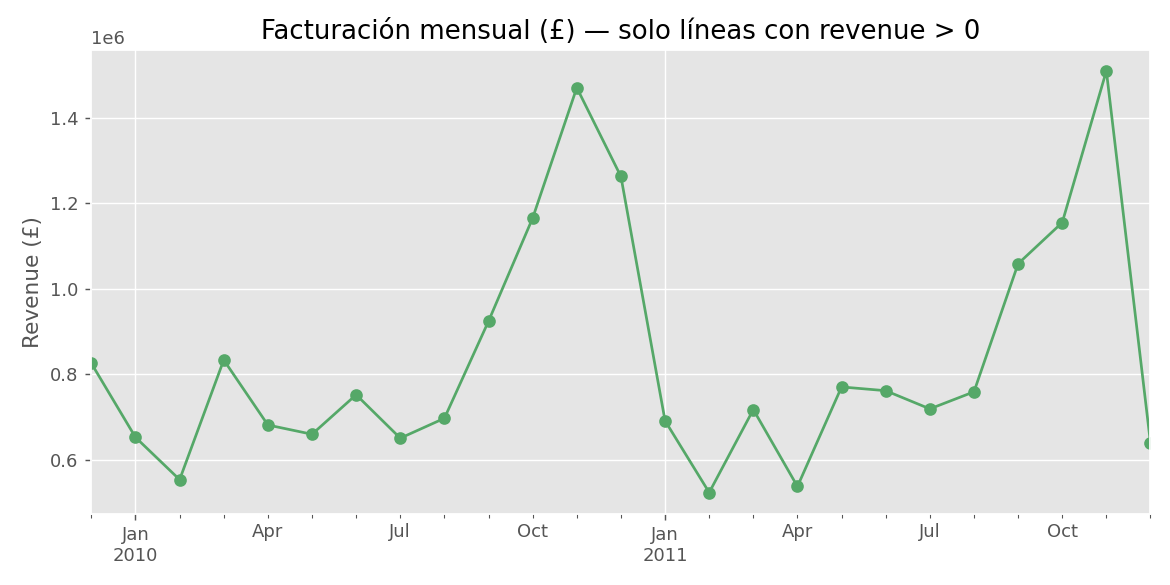 Facturación mensual (£) — solo líneas con revenue > 0
1e6
1.4
1.2
1.0
0.8
0.6
Revenue (£)
Jan Apr Jul Oct Jan Apr Jul Oct
2010 2011